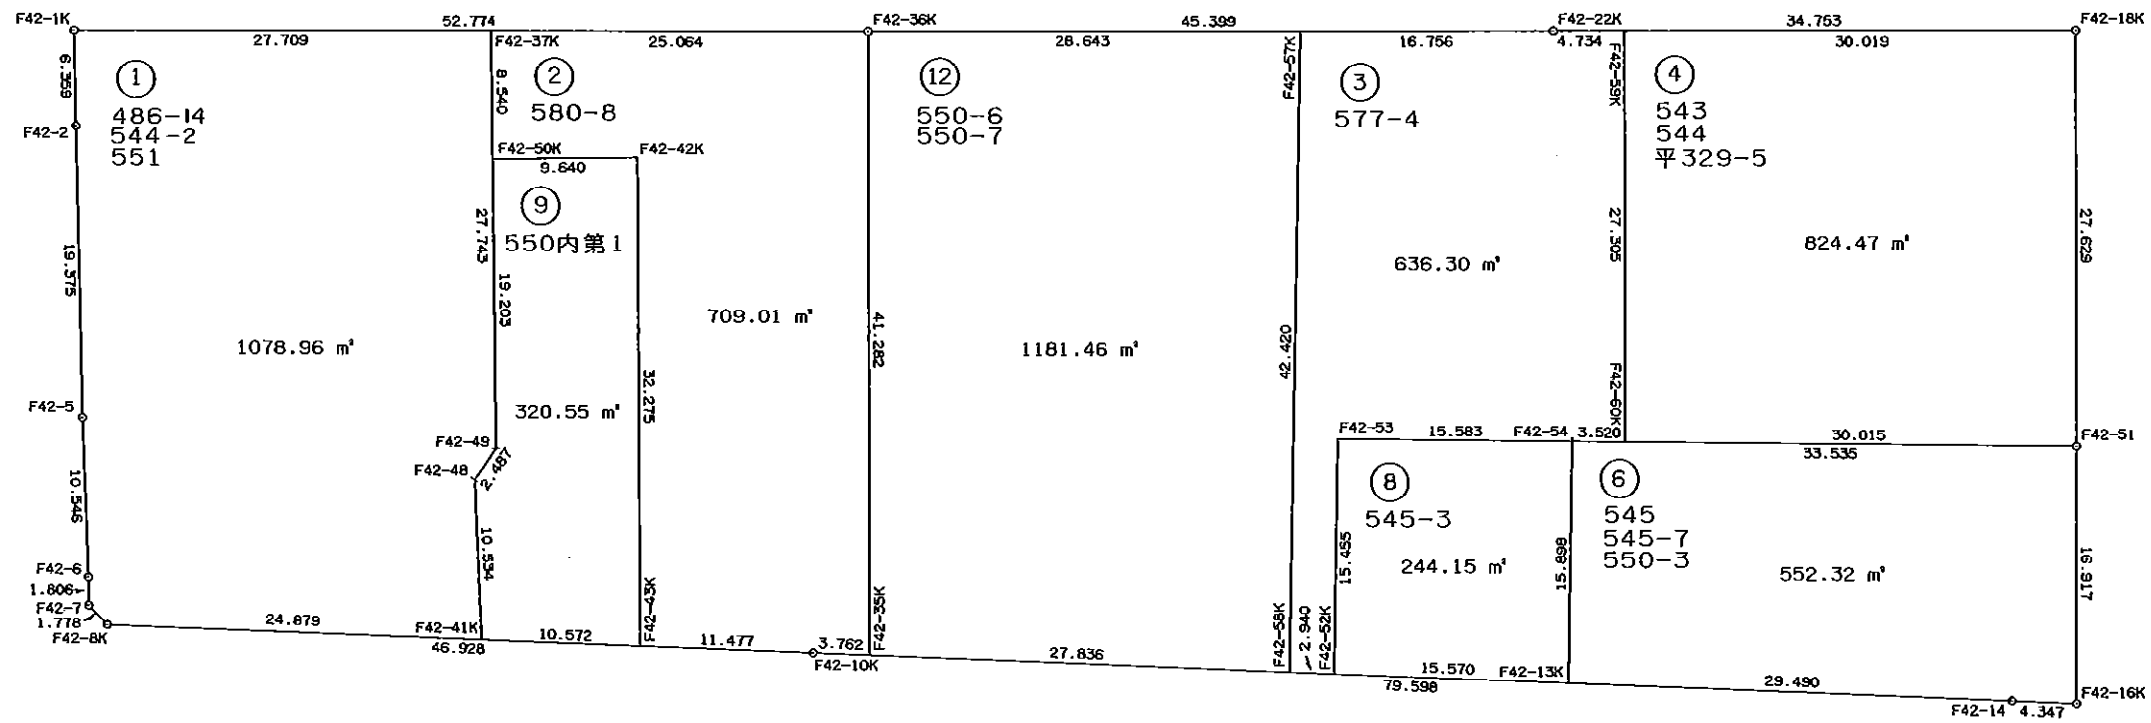 F42-1K
52.774
F42-36K
45.399
F42-22K
34.753
F42-18K
27.709
F42-37K
25.064
28.643
F42-57K
16.756
4.734
F42-59K
30.019
6.359
F42-2
①
486-14
544-2
551
8.540
②
580-8
⑫
550-6
550-7
③
577-4
④
543
544
平329-5
F42-50K
9.640
F42-42K
⑨
550内第1
27.743
19.203
19.375
1078.96 m²
320.55 m²
709.01 m²
32.275
41.282
1181.46 m²
42.420
636.30 m²
27.305
F42-60K
824.47 m²
27.629
F42-5
F42-49
F42-48
2.487
10.546
10.534
F42-53
15.583
F42-54
3.520
30.015
33.535
F42-51
⑧
545-3
244.15 m²
15.455
15.898
⑥
545
545-7
550-3
552.32 m²
16.917
F42-6
1.806
F42-7
1.778
F42-8K
24.879
F42-41K
46.928
10.572
F42-43K
11.477
3.762
F42-10K
F42-35K
27.836
F42-58K
2.940
F42-52K
15.570
F42-13K
79.598
29.490
F42-14
4.347
F42-16K